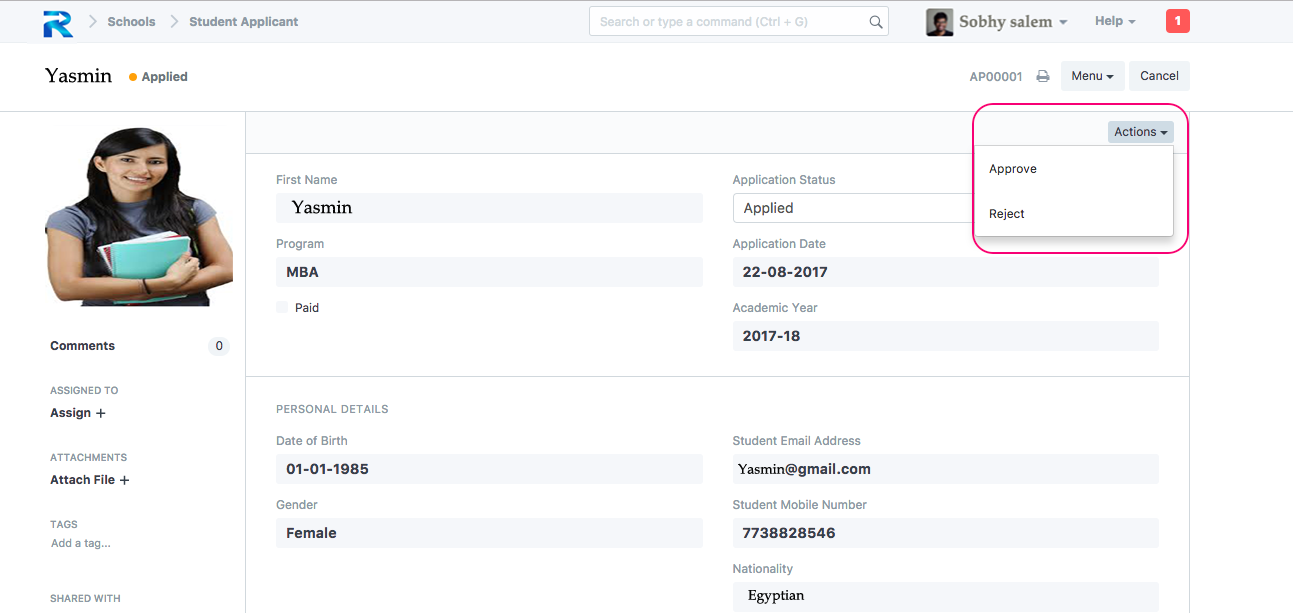 Schools Student Applicant Search or type a command (Ctrl + G) Sobhy salem Help 1
Yasmin Applied AP00001 Menu Cancel
Actions
Approve
Reject
First Name Application Status
Yasmin Applied
Program Application Date
MBA 22-08-2017
Paid Academic Year
2017-18
Comments 0
ASSIGNED TO
Assign +
ATTACHMENTS
Attach File +
TAGS
Add a tag...
SHARED WITH
PERSONAL DETAILS
Date of Birth Student Email Address
01-01-1985 Yasmin@gmail.com
Gender Student Mobile Number
Female 7738828546
Nationality
Egyptian